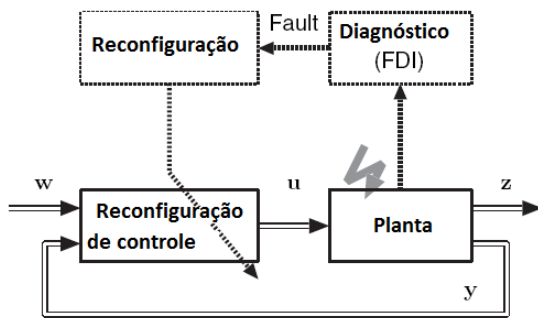 Reconfiguração
Fault
Diagnóstico
(FDI)
w
Reconfiguração
de controle
u
Planta
z
y